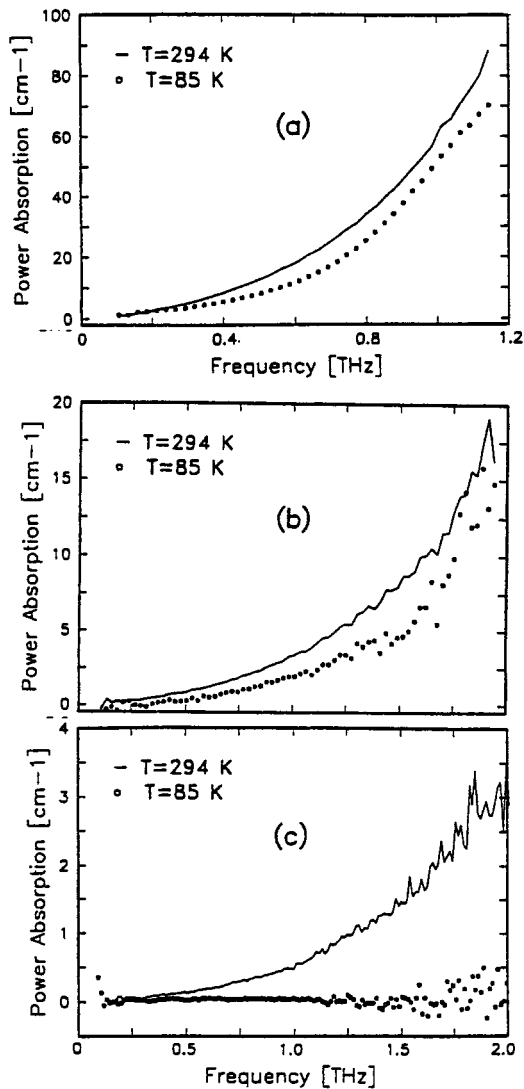 100
80
60
40
20
0
Power Absorption [cm−1]
— T=294 K
T=85 K
(a)
0.4
0.8
1.2
Frequency [THz]
20
15
10
5
0
Power Absorption [cm−1]
— T=294 K
T=85 K
(b)
4
3
2
1
0
Power Absorption [cm−1]
— T=294 K
T=85 K
(c)
0.5
1.0
1.5
2.0
Frequency [THz]